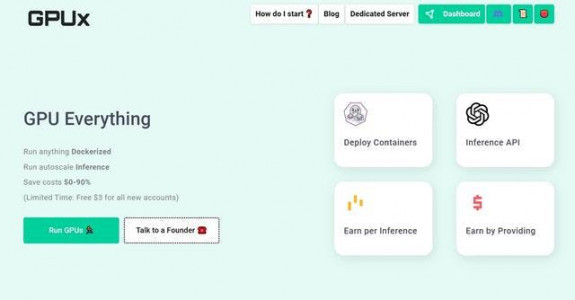 GPUx
How do I start❓
Blog
Dedicated Server
Dashboard
GPU Everything
Run anything Dockerized
Run autoscale Inference
Save costs 50-90%
(Limited Time: Free $3 for all new accounts)
Run GPUs
Talk to a Founder ☎️
Deploy Containers
Inference API
Earn per Inference
$
Earn by Providing